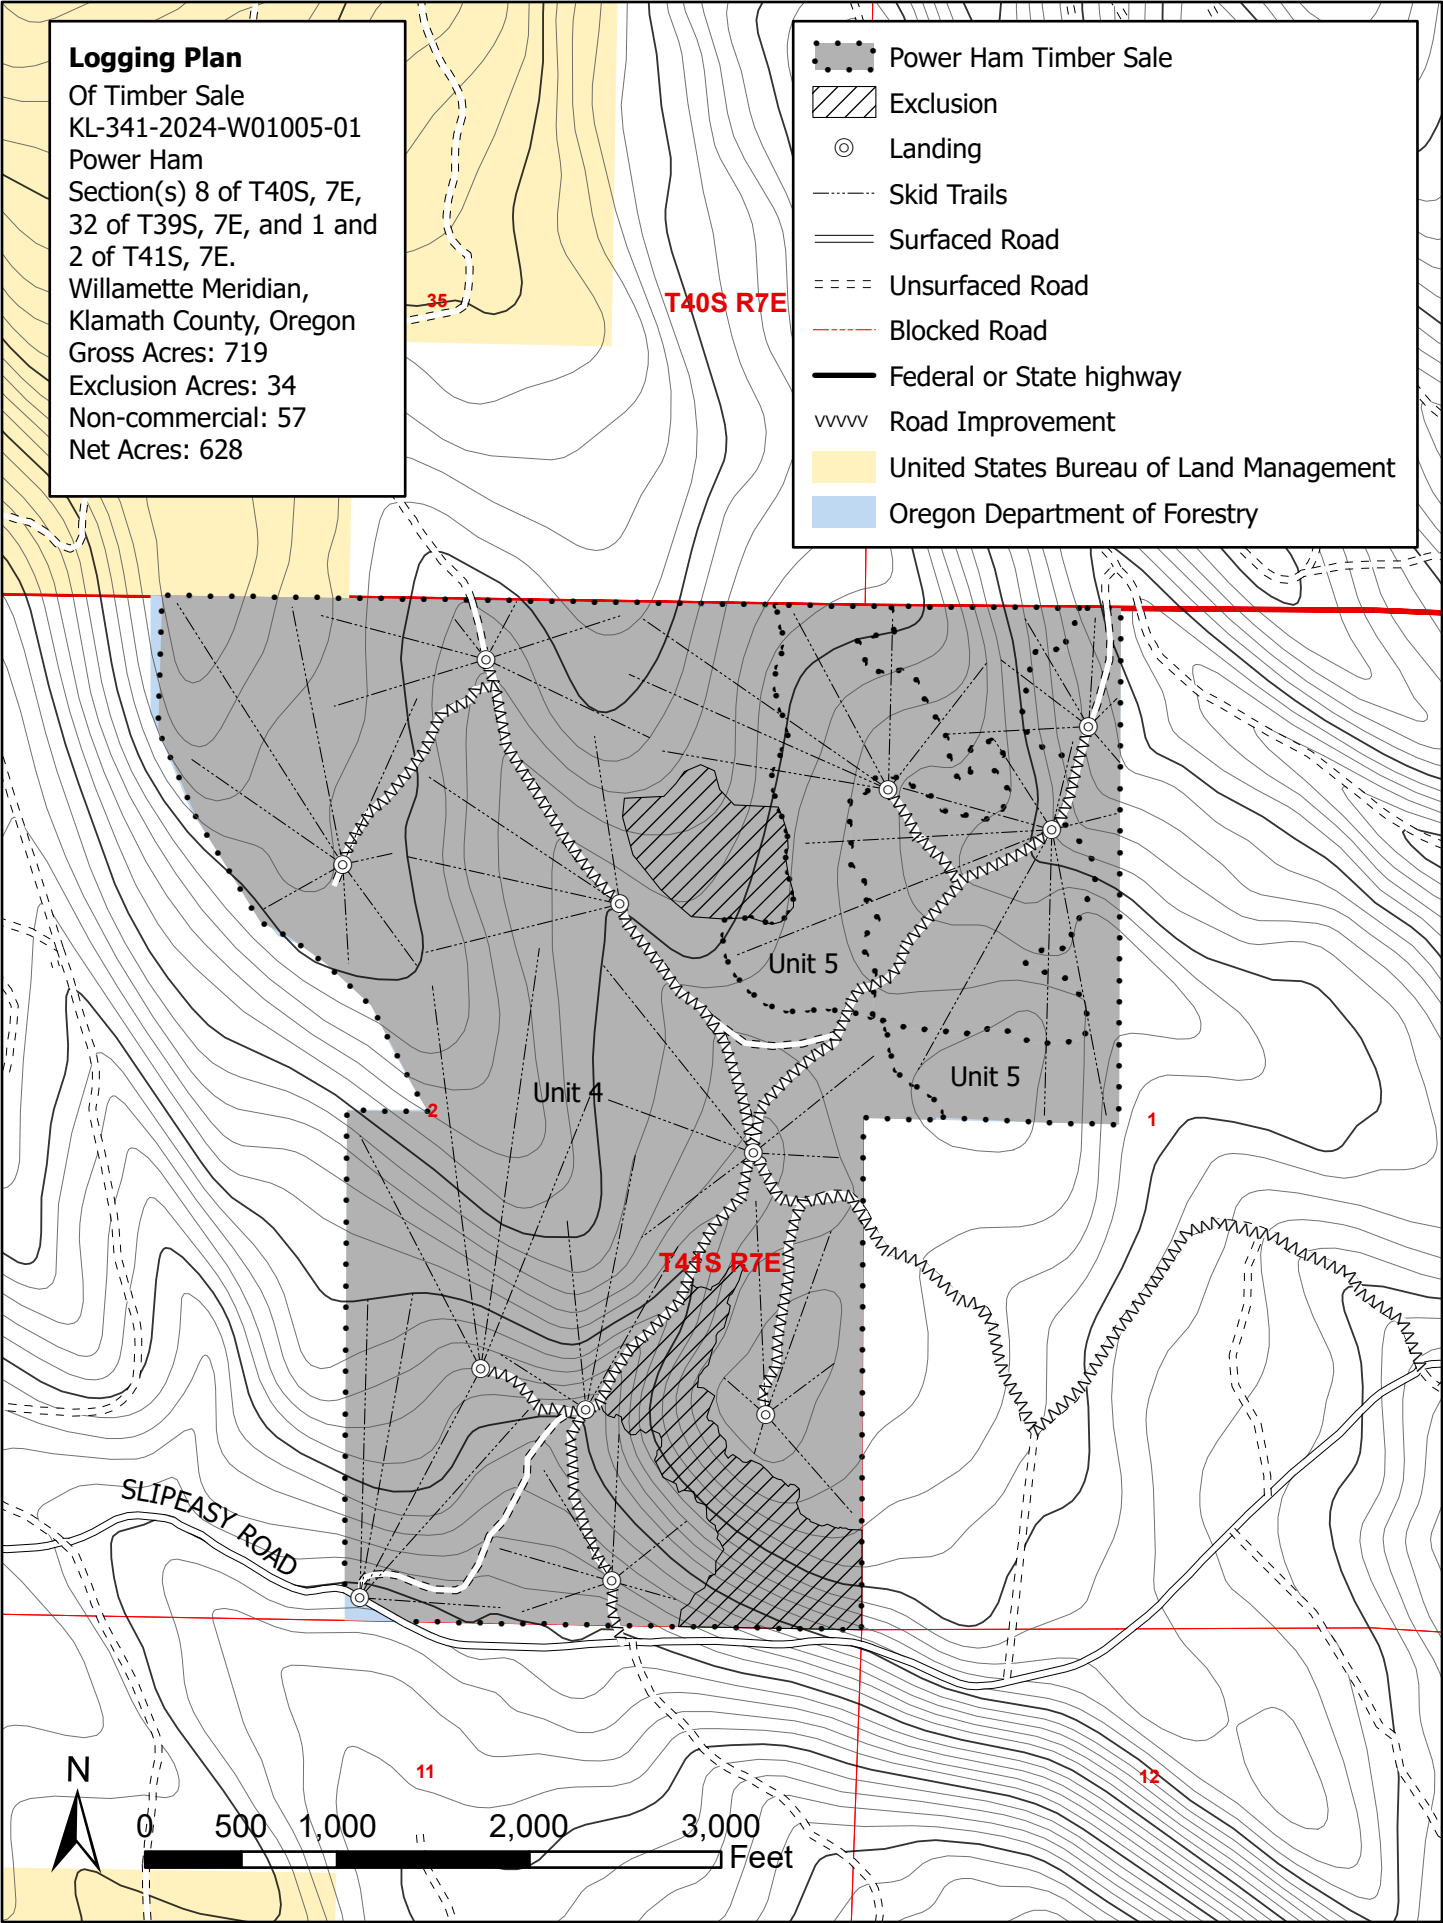 Logging Plan
Of Timber Sale
KL-341-2024-W01005-01
Power Ham
Section(s) 8 of T40S, 7E,
32 of T39S, 7E, and 1 and
2 of T41S, 7E.
Willamette Meridian,
Klamath County, Oregon
Gross Acres: 719
Exclusion Acres: 34
Non-commercial: 57
Net Acres: 628
Power Ham Timber Sale
Exclusion
Landing
Skid Trails
Surfaced Road
Unsurfaced Road
Blocked Road
Federal or State highway
Road Improvement
United States Bureau of Land Management
Oregon Department of Forestry
35
T40S R7E
Unit 5
Unit 5
Unit 4
2
1
T41S R7E
SLIPEASY ROAD
11
12
N
0 500 1,000 2,000 3,000
Feet